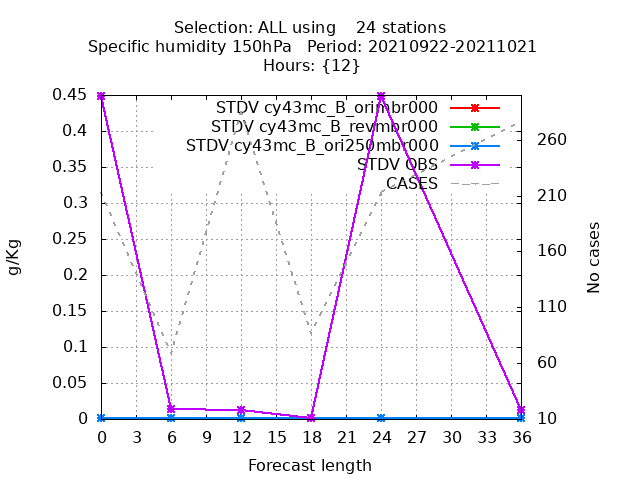 Selection: ALL using    24 stations
Specific humidity 150hPa   Period: 20210922-20211021
Hours: {12}
STDV cy43mc_B_orimbr000
STDV cy43mc_B_revmbr000
STDV cy43mc_B_ori250mbr000
STDV OBS
CASES
0.45
0.4
0.35
0.3
0.25
0.2
0.15
0.1
0.05
0
g/Kg
260
210
160
110
60
10
No cases
0 3 6 9 12 15 18 21 24 27 30 33 36
Forecast length